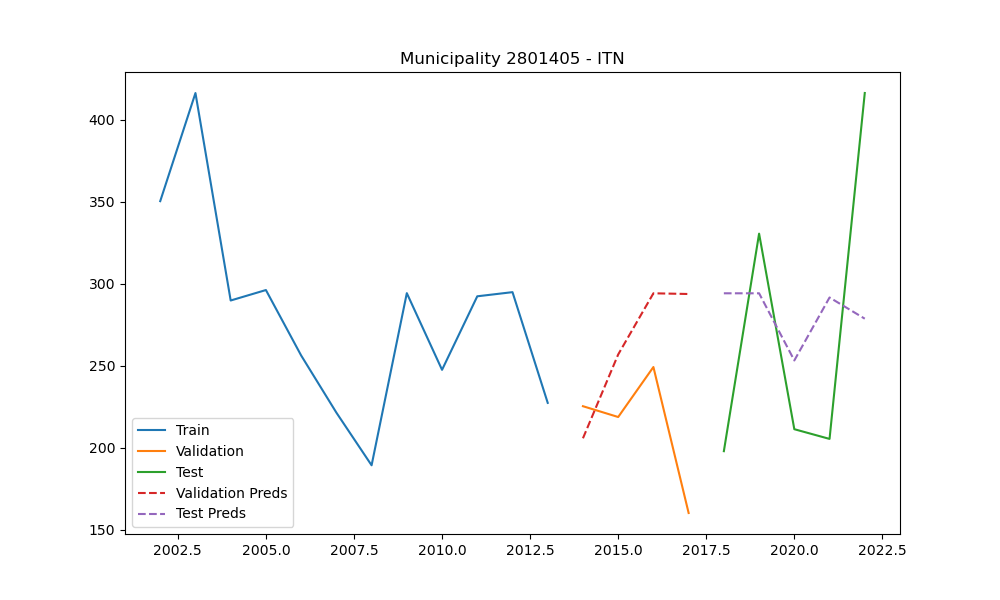 Municipality 2801405 - ITN
400
350
300
250
200
150
Train
Validation
Test
Validation Preds
Test Preds
2002.5 2005.0 2007.5 2010.0 2012.5 2015.0 2017.5 2020.0 2022.5